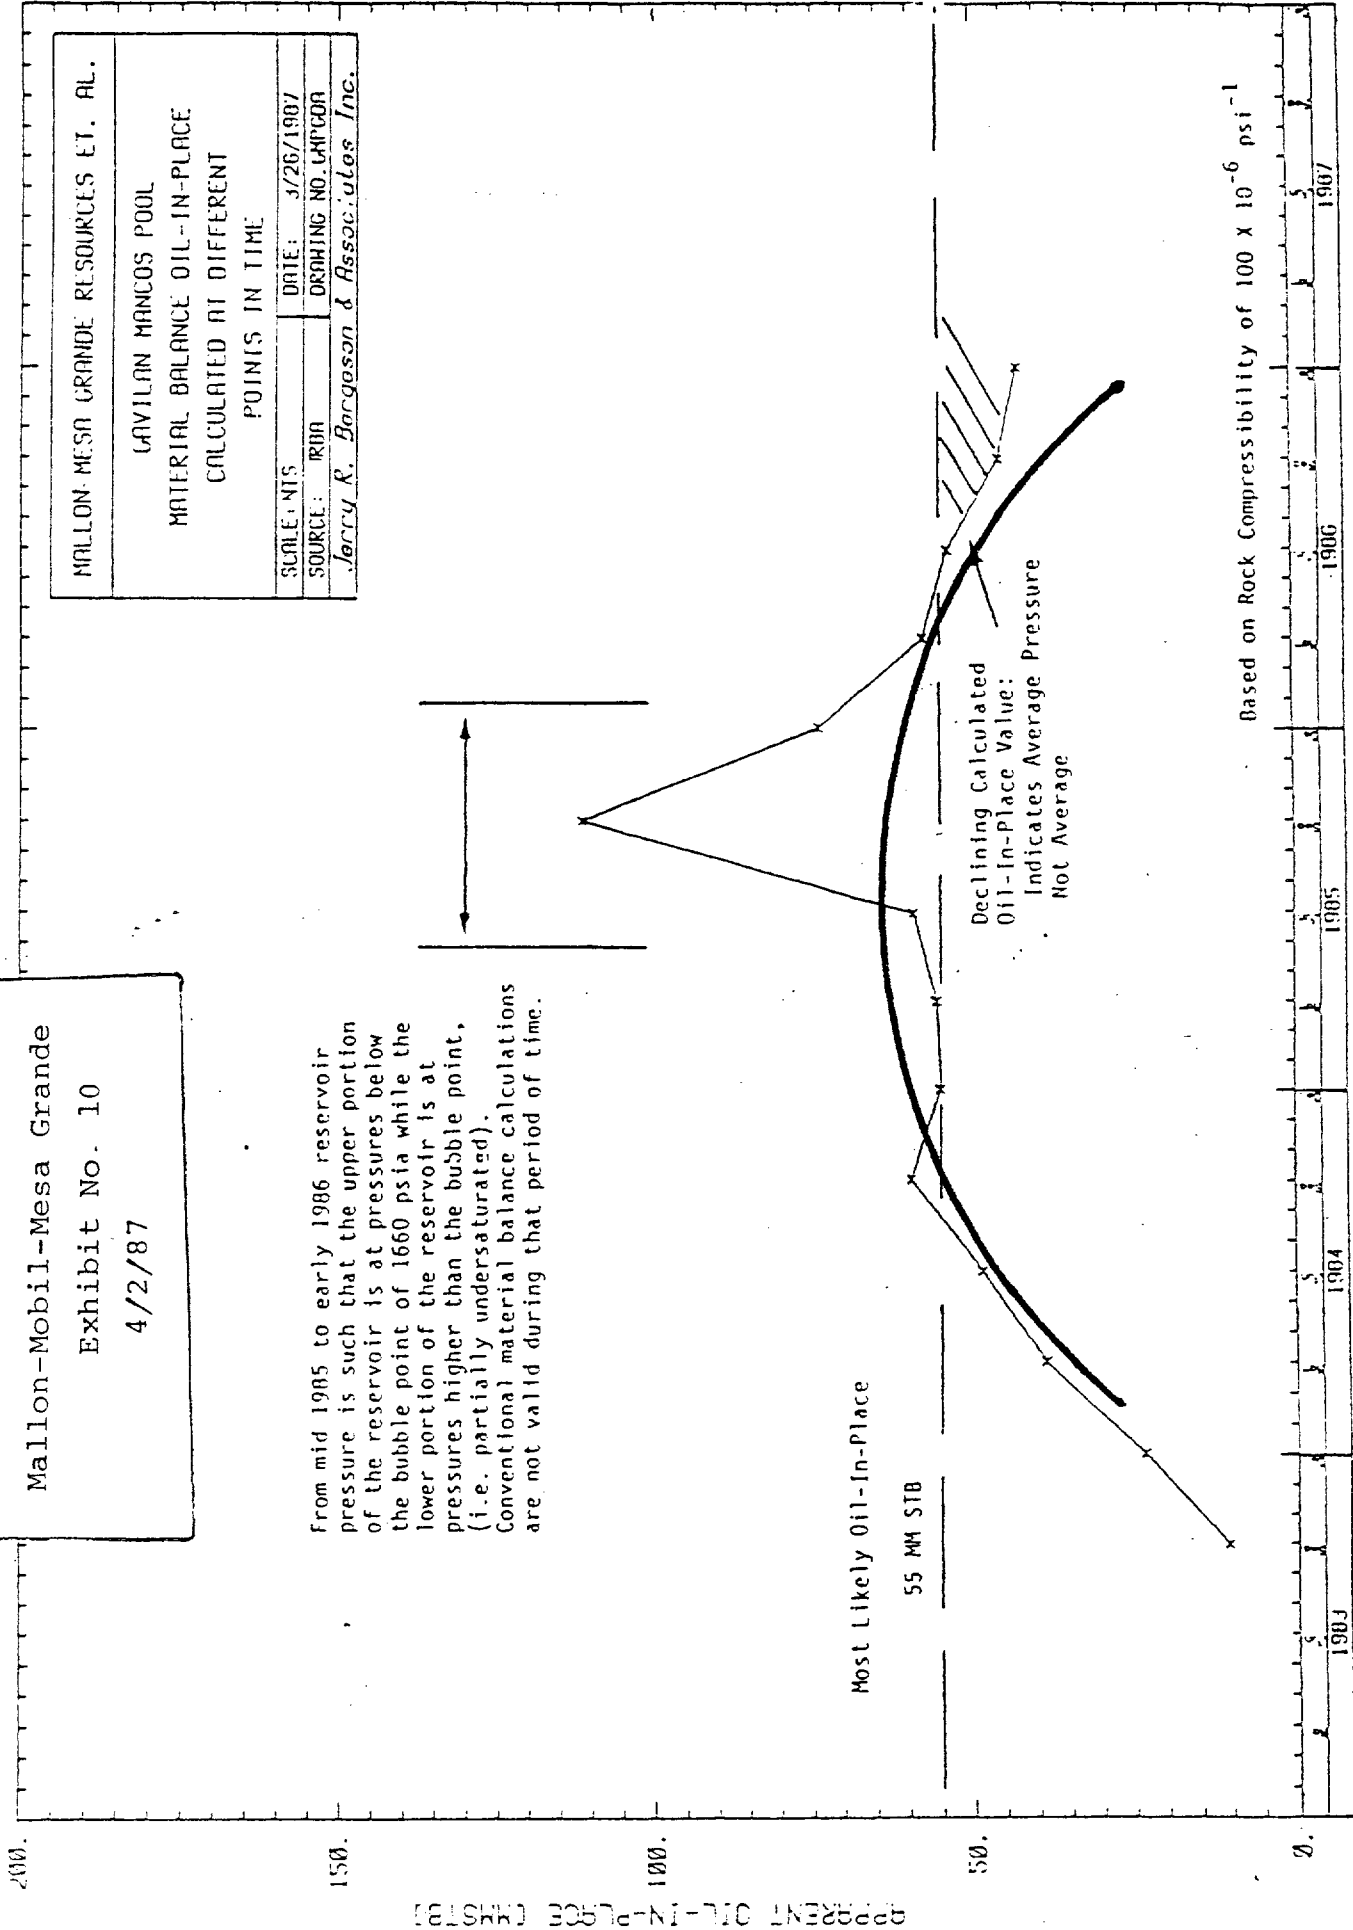 Mallon-Mobil-Mesa Grande
Exhibit No. 10
4/2/87
MALLON-MESA GRANDE RESOURCES ET. AL.
GAVILAN MANCOS POOL
MATERIAL BALANCE OIL-IN-PLACE
CALCULATED AT DIFFERENT
POINTS IN TIME
SCALE: NTS
DATE: 3/26/1987
SOURCE:
DRAWING NO.
Jerry R. Bergeson & Associates Inc.
From mid 1985 to early 1986 reservoir
pressure is such that the upper portion
of the reservoir is at pressures below
the bubble point of 1660 psia while the
lower portion of the reservoir is at
pressures higher than the bubble point,
(i.e. partially undersaturated).
Conventional material balance calculations
are not valid during that period of time.
Most Likely Oil-In-Place
55 MM STB
Declining Calculated
Oil-In-Place Value:
Indicates Average Pressure
Not Average
Based on Rock Compressibility of 100 X 10⁻⁶ psi⁻¹
APPARENT OIL-IN-PLACE [MMSTB]
200.
150.
100.
50.
0.
1983
1984
1985
1986
1987